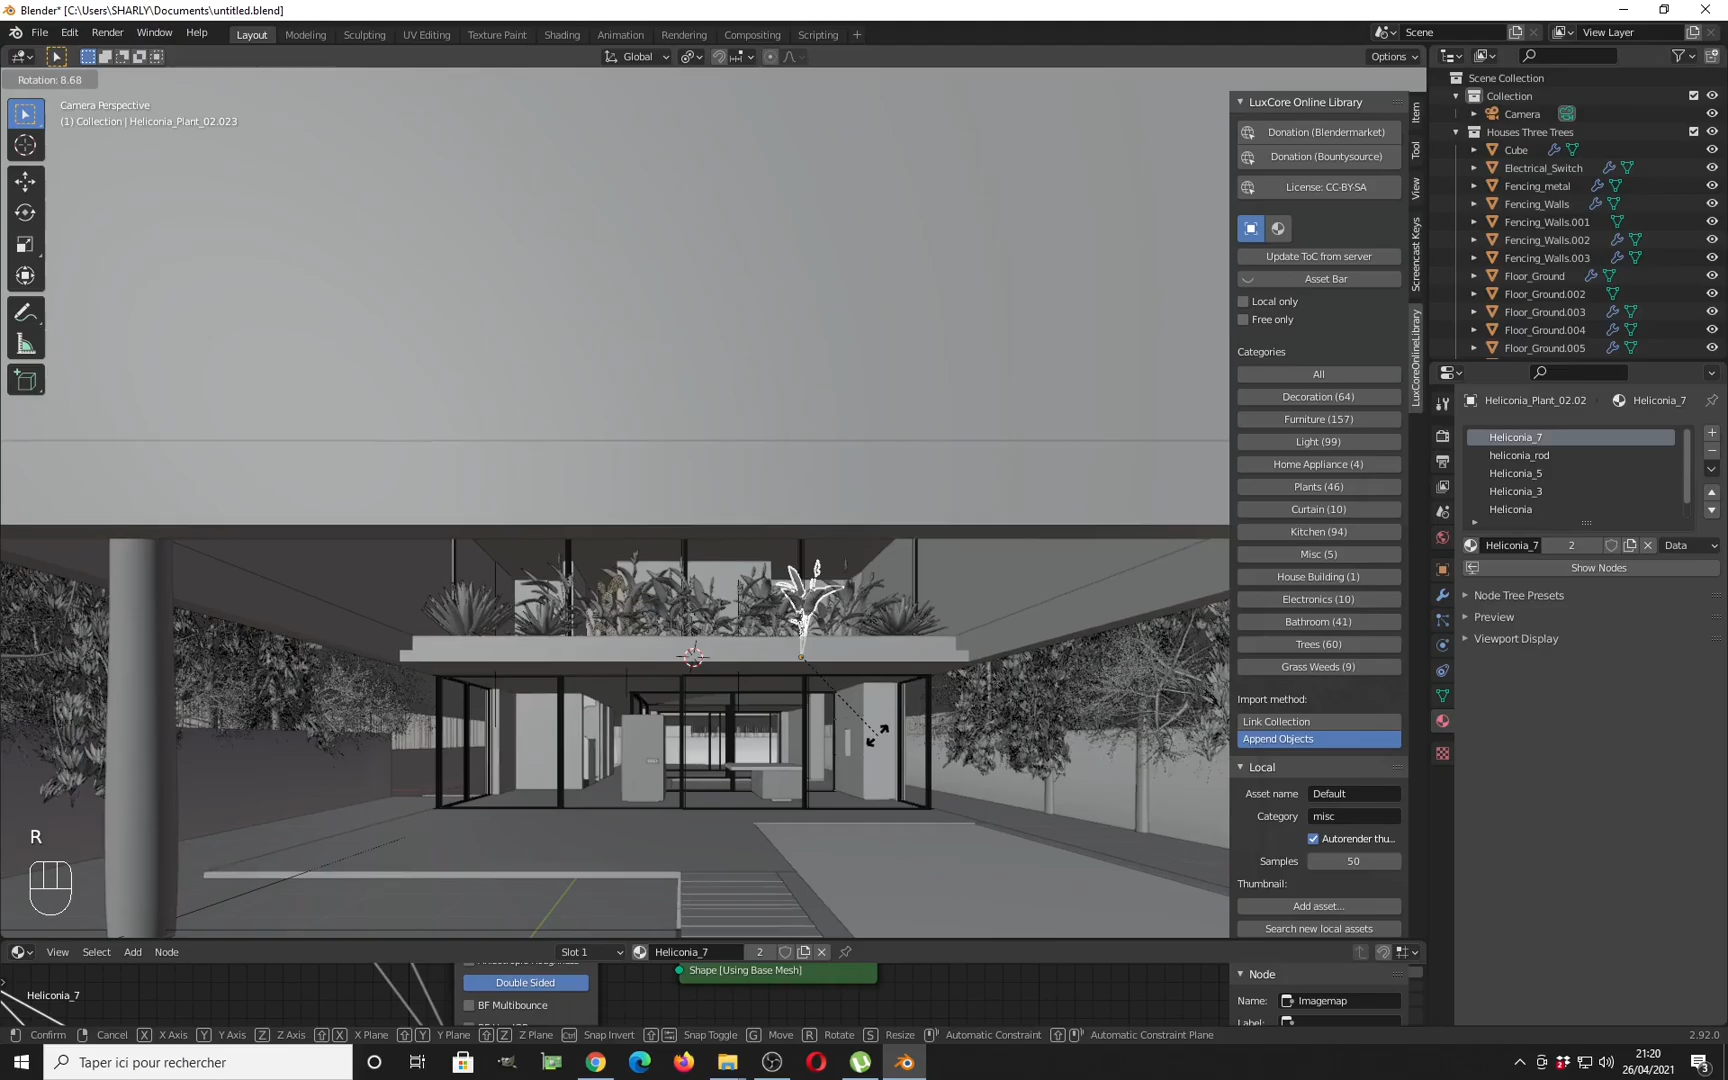 Blender* [C:\Users\SHARLY\Documents\untitled.blend]
File Edit Render Window Help
Layout Modeling Sculpting UV Editing Texture Paint Shading Animation Rendering Compositing Scripting
Scene
View Layer
Global
Options
Rotation: 8.68
Camera Perspective
(1) Collection | Heliconia_Plant_02.023
R
LuxCore Online Library
Donation (Blendermarket)
Donation (Bountysource)
License: CC-BY-SA
Update ToC from server
Asset Bar
Local only
Free only
Categories
All
Decoration (64)
Furniture (157)
Light (99)
Home Appliance (4)
Plants (46)
Curtain (10)
Kitchen (94)
Misc (5)
House Building (1)
Electronics (10)
Bathroom (41)
Trees (60)
Grass Weeds (9)
Import method:
Link Collection
Append Objects
Local
Asset name Default
Category misc
Autorender thu...
Samples 50
Thumbnail:
Add asset...
Search new local assets
Item
Tool
View
Screencast Keys
LuxCoreOnlineLibrary
Scene Collection
Collection
Camera
Houses Three Trees
Cube
Electrical_Switch
Fencing_metal
Fencing_Walls
Fencing_Walls.001
Fencing_Walls.002
Fencing_Walls.003
Floor_Ground
Floor_Ground.002
Floor_Ground.003
Floor_Ground.004
Floor_Ground.005
Heliconia_Plant_02.02 Heliconia_7
Heliconia_7
heliconia_rod
Heliconia_5
Heliconia_3
Heliconia
Heliconia_7 2 Data
Show Nodes
Node Tree Presets
Preview
Viewport Display
View Select Add Node
Slot 1
Heliconia_7 2
Heliconia_7
Double Sided
BF Multibounce
Shape [Using Base Mesh]
Node
Name: Imagemap
Label:
Confirm Cancel X X Axis Y Y Axis Z Z Axis X X Plane Y Y Plane Z Z Plane Ctrl Snap Invert Snap Toggle G Move R Rotate S Resize Automatic Constraint Automatic Constraint Plane
2.92.0
Taper ici pour rechercher
21:20
26/04/2021
3